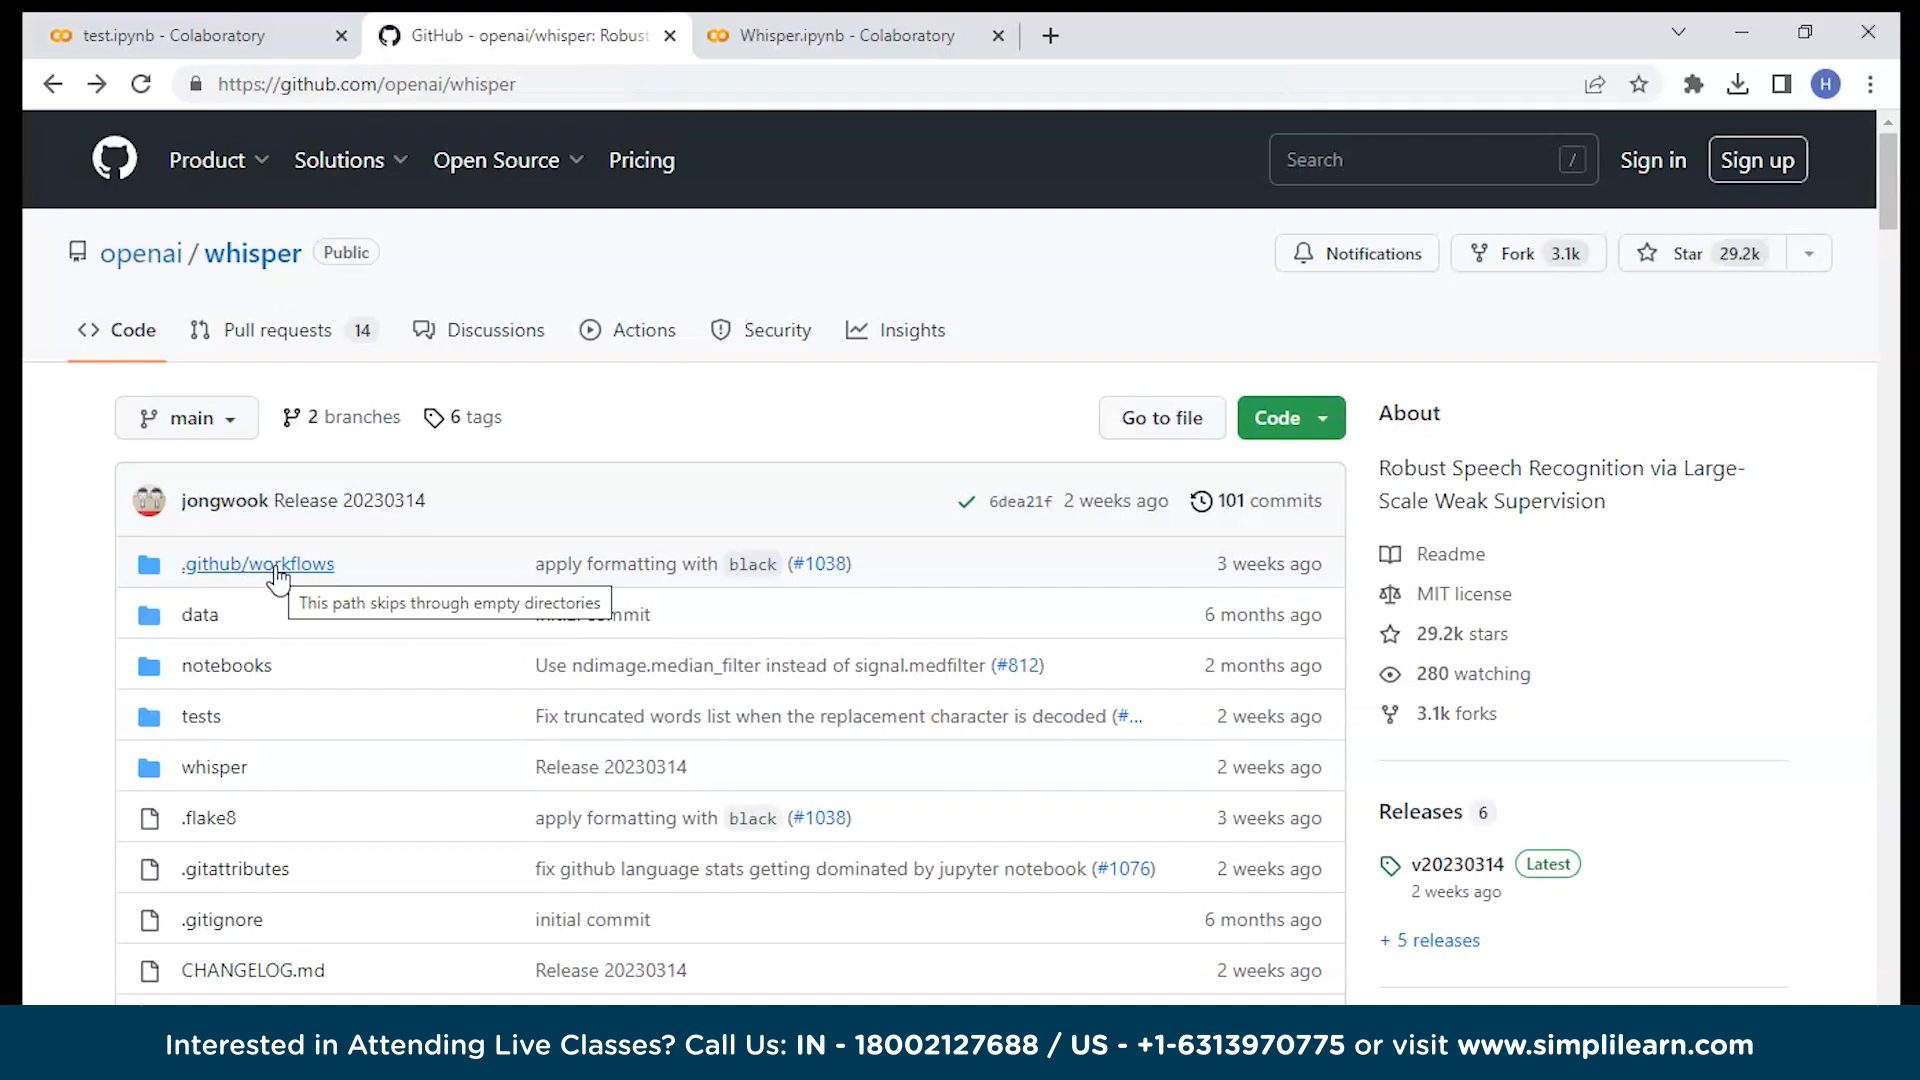 test.ipynb - Colaboratory
GitHub - openai/whisper: Robust
Whisper.ipynb - Colaboratory
https://github.com/openai/whisper
H
Product
Solutions
Open Source
Pricing
Search /
Sign in
Sign up
openai / whisper Public
Notifications
Fork 3.1k
Star 29.2k
Code
Pull requests 14
Discussions
Actions
Security
Insights
main
2 branches
6 tags
Go to file
Code
jongwook Release 20230314
6dea21f 2 weeks ago
101 commits
.github/workflows apply formatting with black (#1038) 3 weeks ago
This path skips through empty directories
data 6 months ago
notebooks Use ndimage.median_filter instead of signal.medfilter (#812) 2 months ago
tests Fix truncated words list when the replacement character is decoded (#... 2 weeks ago
whisper Release 20230314 2 weeks ago
.flake8 apply formatting with black (#1038) 3 weeks ago
.gitattributes fix github language stats getting dominated by jupyter notebook (#1076) 2 weeks ago
.gitignore initial commit 6 months ago
CHANGELOG.md Release 20230314 2 weeks ago
About
Robust Speech Recognition via Large-
Scale Weak Supervision
Readme
MIT license
29.2k stars
280 watching
3.1k forks
Releases 6
v20230314 Latest
2 weeks ago
+ 5 releases
Interested in Attending Live Classes? Call Us: IN - 18002127688 / US - +1-6313970775 or visit www.simplilearn.com